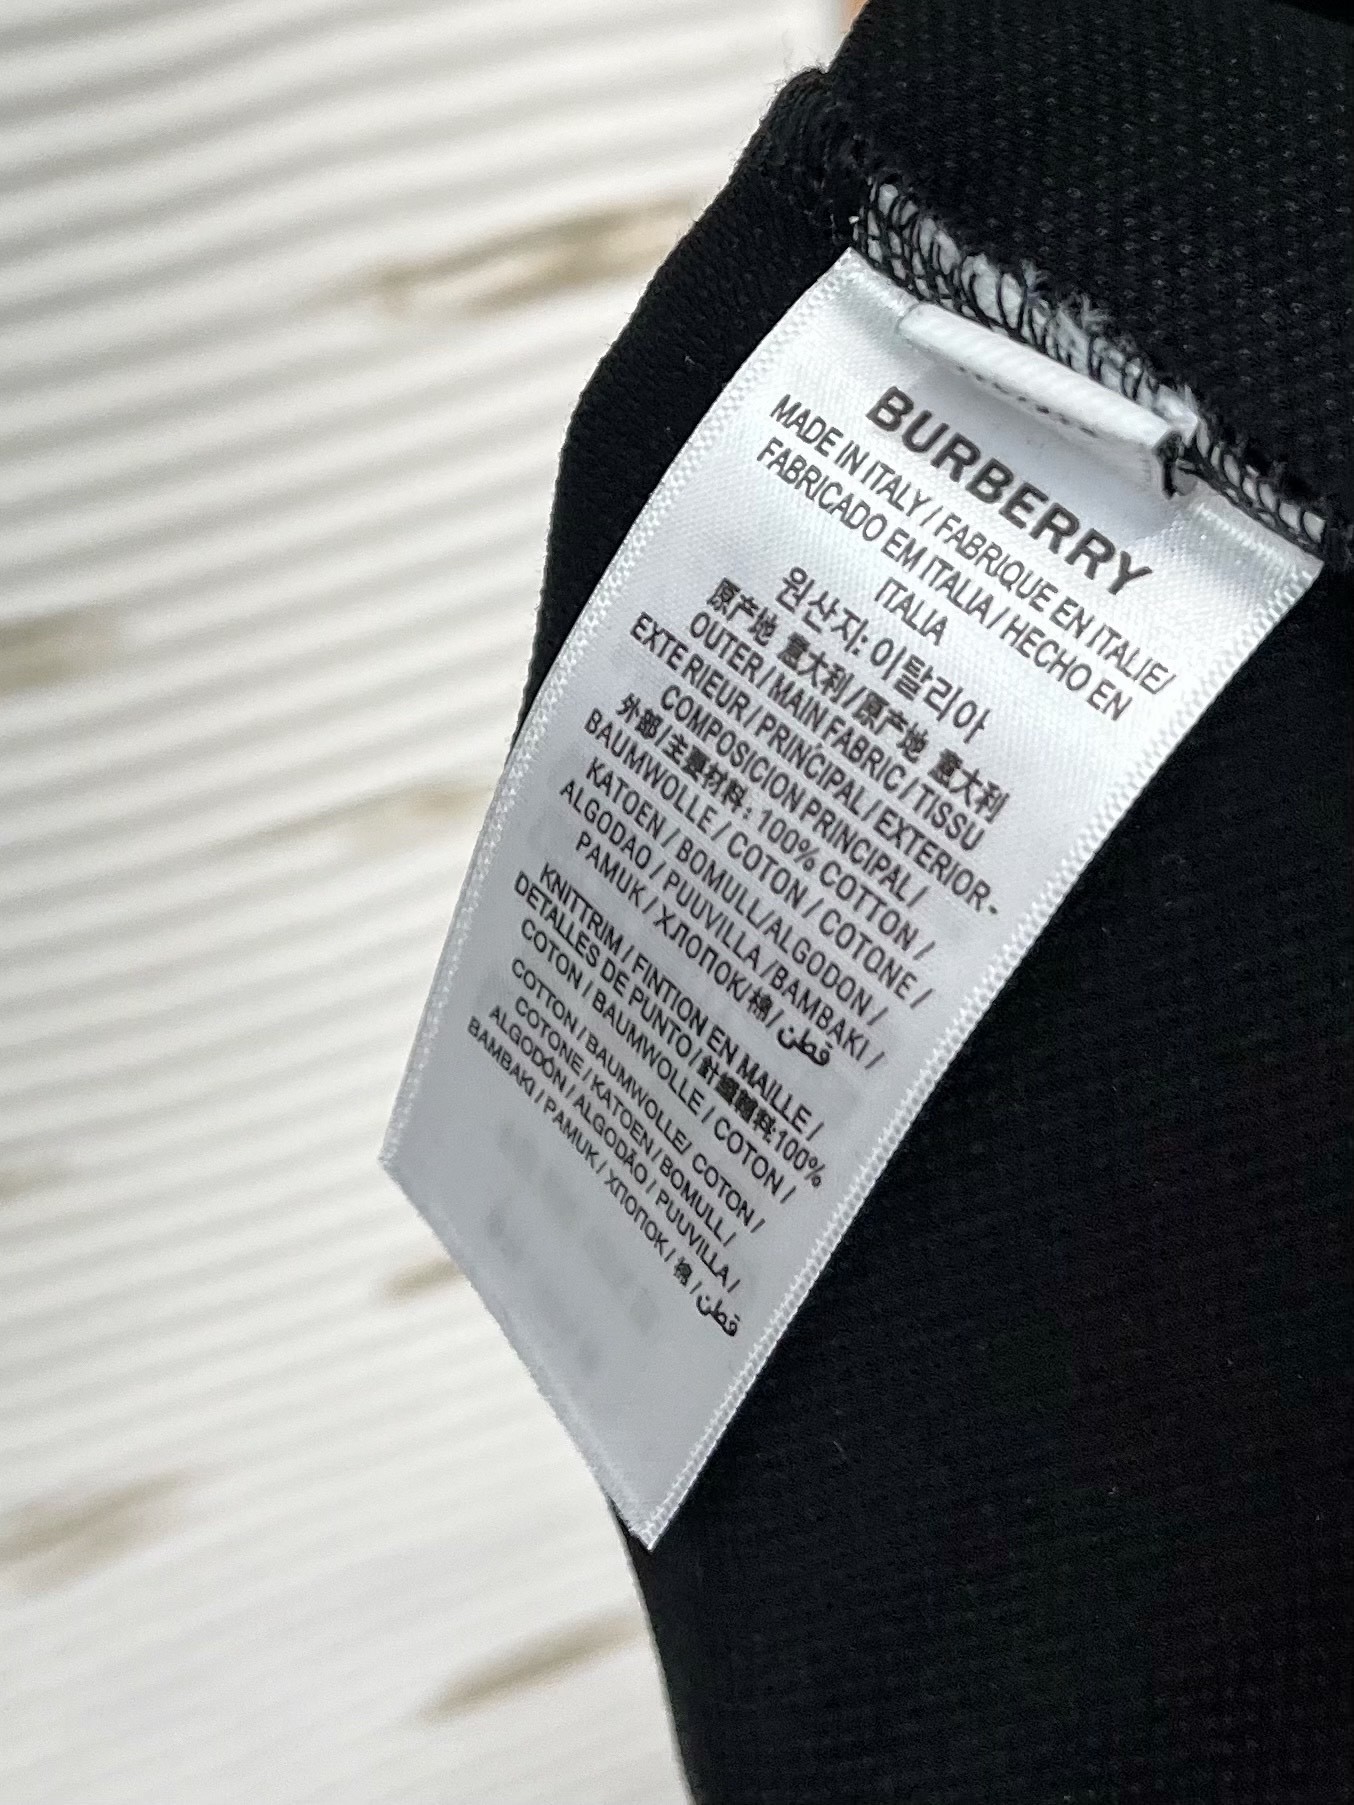 BURBERRY
MADE IN ITALY / FABRIQUE EN ITALIE/
FABRICADO EM ITALIA / HECHO EN
ITALIA
원산지: 이탈리아
原产地 意大利 / 原产地 意大利
OUTER / MAIN FABRIC / TISSU
EXTE RIEUR / PRINCIPAL / EXTERIOR-
COMPOSICION PRINCIPAL /
外部 / 主要材料: 100% COTTON /
BAUMWOLLE / COTON / COTONE /
KATOEN / BOMULL/ALGODON /
ALGODAO / PUUVILLA /BAMBAKI /
PAMUK / ХЛОПОК/棉/ قطن
KNITTRIM / FINTION EN MAILLE /
DETALLES DE PUNTO / 針織輔料:100%
COTON / BAUMWOLLE / COTON /
COTTON / BAUMWOLLE/ COTON /
COTONE / KATOEN / BOMULL /
ALGODÓN / ALGODÃO / PUUVILLA /
BAMBAKI / PAMUK / ХЛОПОК / 棉 / قطن